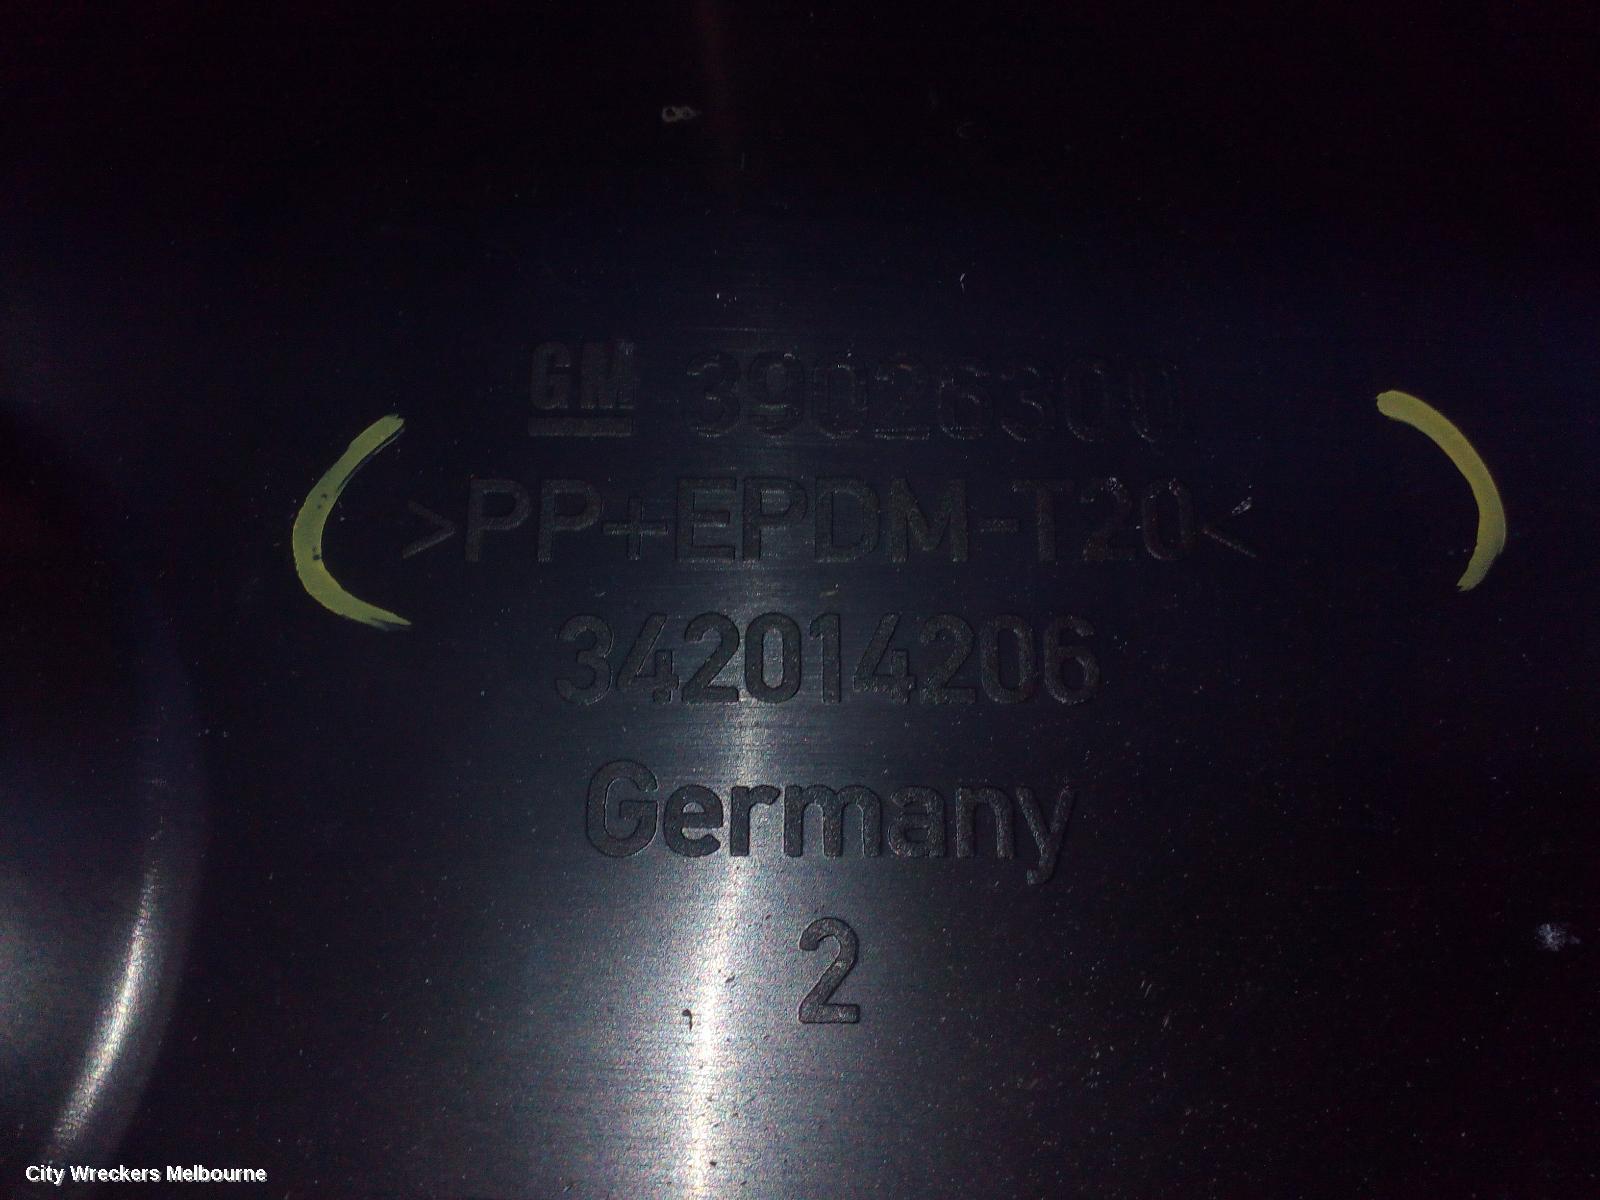 GM 39026300
>PP+EPDM-T20<
342014206
Germany
2
City Wreckers Melbourne